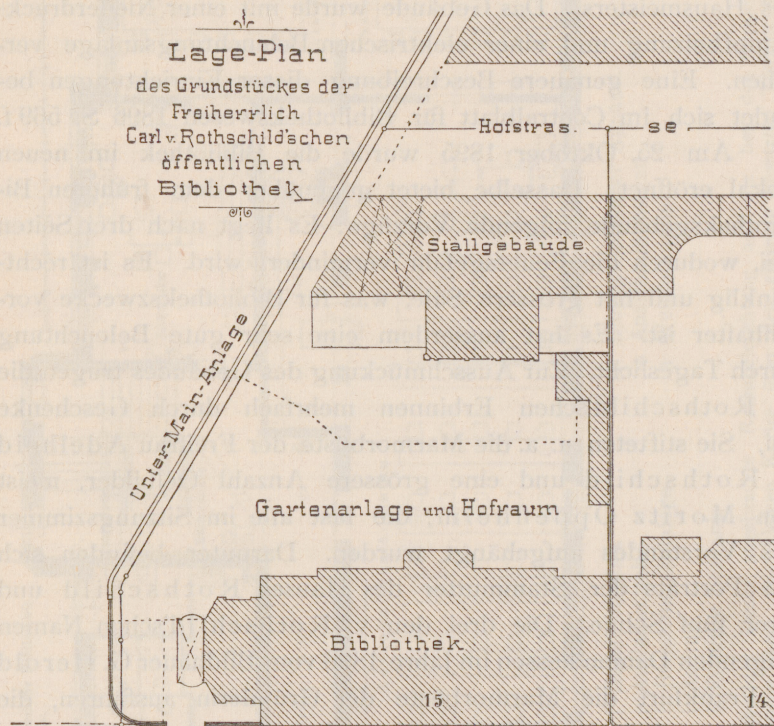 Lage-Plan
des Grundstückes der
Freiherrlich
Carl v. Rothschild'schen
öffentlichen
Bibliothek
Hofstras. se
Stallgebäude
Unter-Main-Anlage
Gartenanlage und Hofraum
Bibliothek
15
14